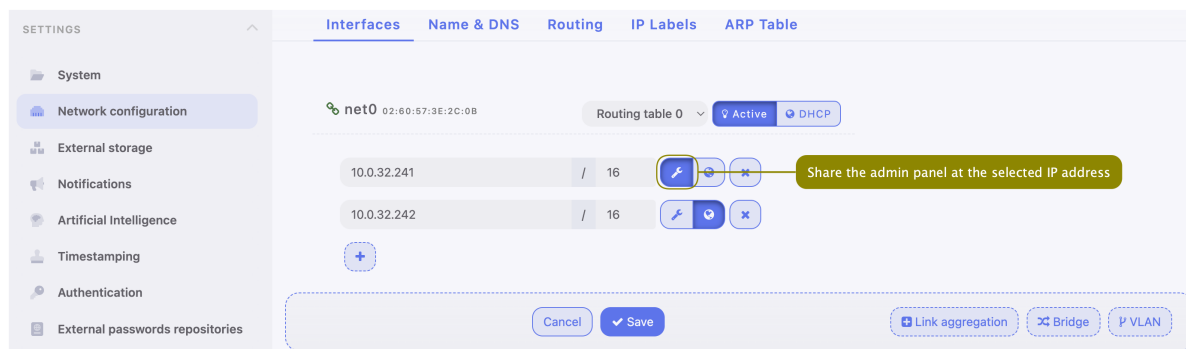 SETTINGS
System
Network configuration
External storage
Notifications
Artificial Intelligence
Timestamping
Authentication
External passwords repositories
Interfaces Name & DNS Routing IP Labels ARP Table
net0 02:60:57:3E:2C:0B Routing table 0 Active DHCP
10.0.32.241 / 16 Share the admin panel at the selected IP address
10.0.32.242 / 16
Cancel Save Link aggregation Bridge VLAN